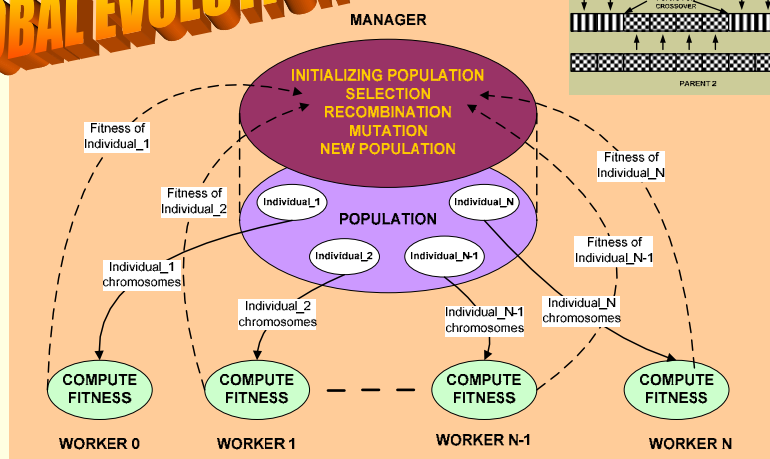 OBAL EVOLUTION
MANAGER
CROSSOVER
PARENT 2
INITIALIZING POPULATION
SELECTION
RECOMBINATION
MUTATION
NEW POPULATION
Fitness of
Individual_1
Fitness of
Individual_2
Fitness of
Individual_N
Fitness of
Individual_N-1
Individual_1
POPULATION
Individual_N
Individual_2
Individual_N-1
Individual_1
chromosomes
Individual_2
chromosomes
Individual_N-1
chromosomes
Individual_N
chromosomes
COMPUTE
FITNESS
COMPUTE
FITNESS
COMPUTE
FITNESS
COMPUTE
FITNESS
WORKER 0
WORKER 1
WORKER N-1
WORKER N